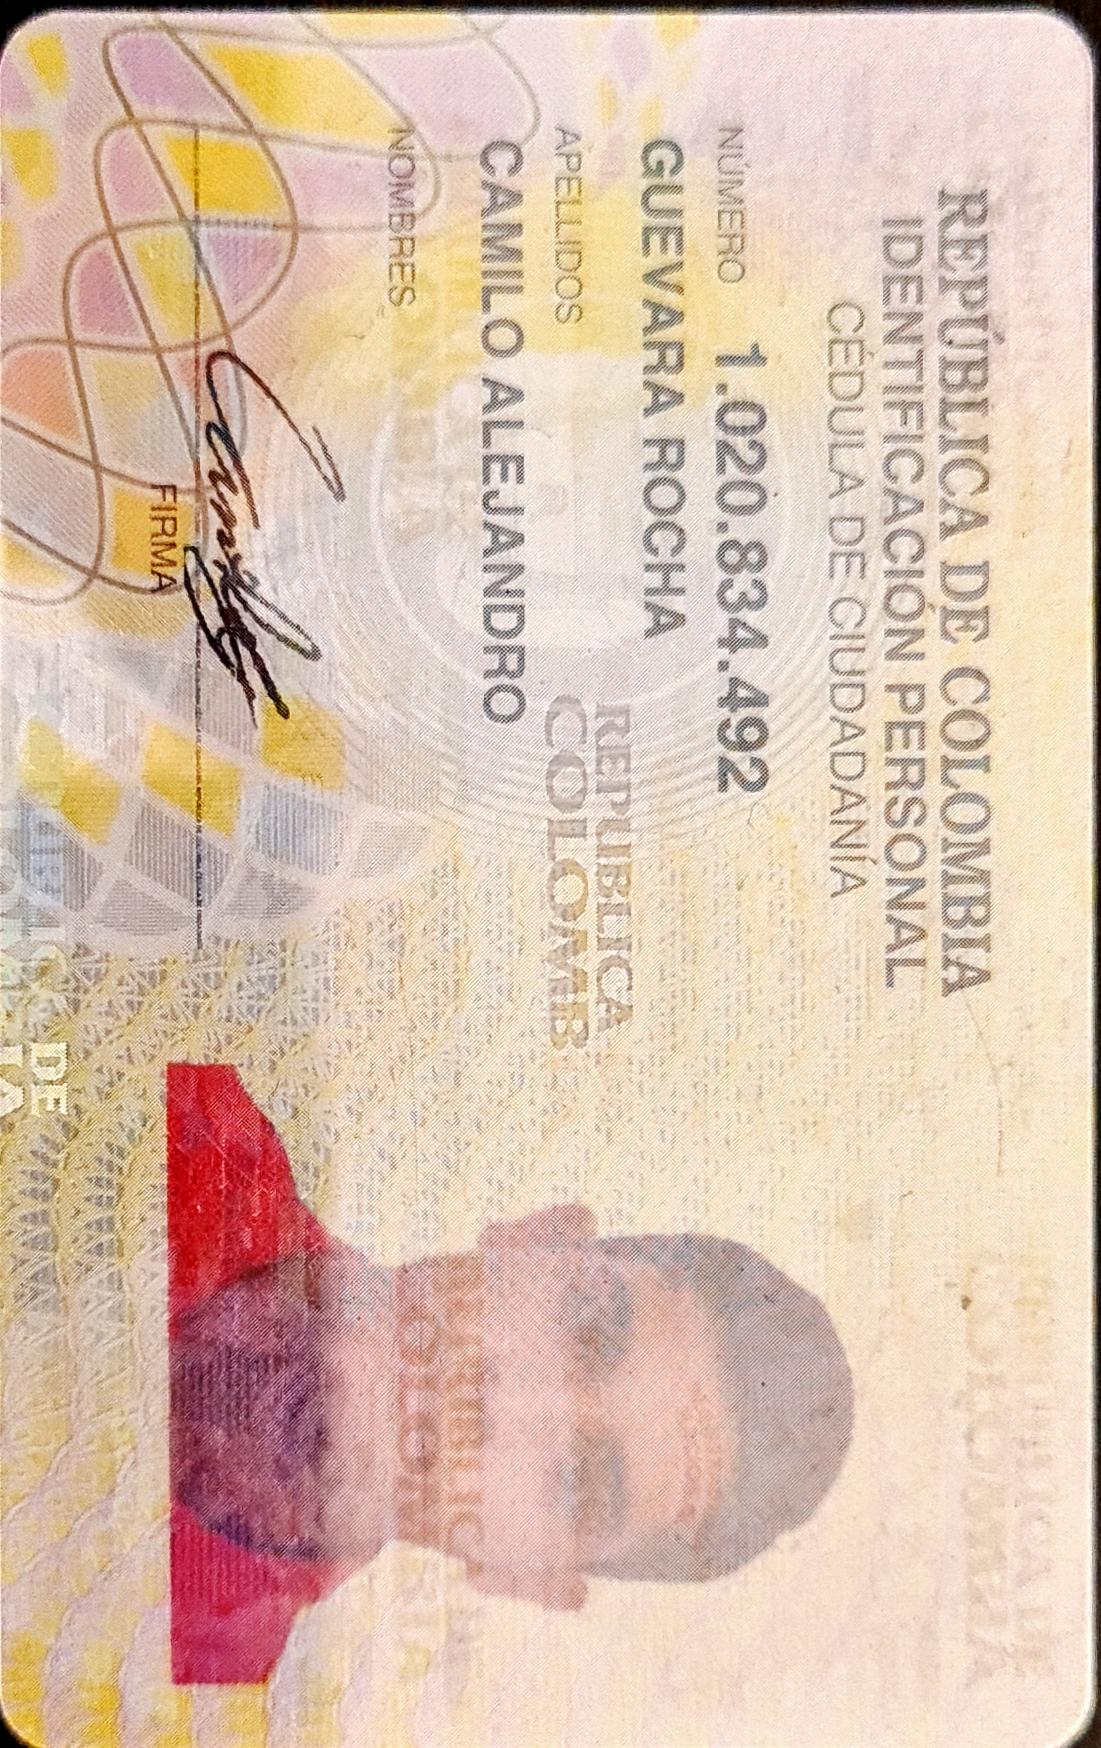 REPÚBLICA DE COLOMBIA
IDENTIFICACIÓN PERSONAL
CÉDULA DE CIUDADANÍA
NÚMERO 1.020.834.492
GUEVARA ROCHA
APELLIDOS
CAMILO ALEJANDRO
NOMBRES
FIRMA
REPUBLICA
COLOMB
DE